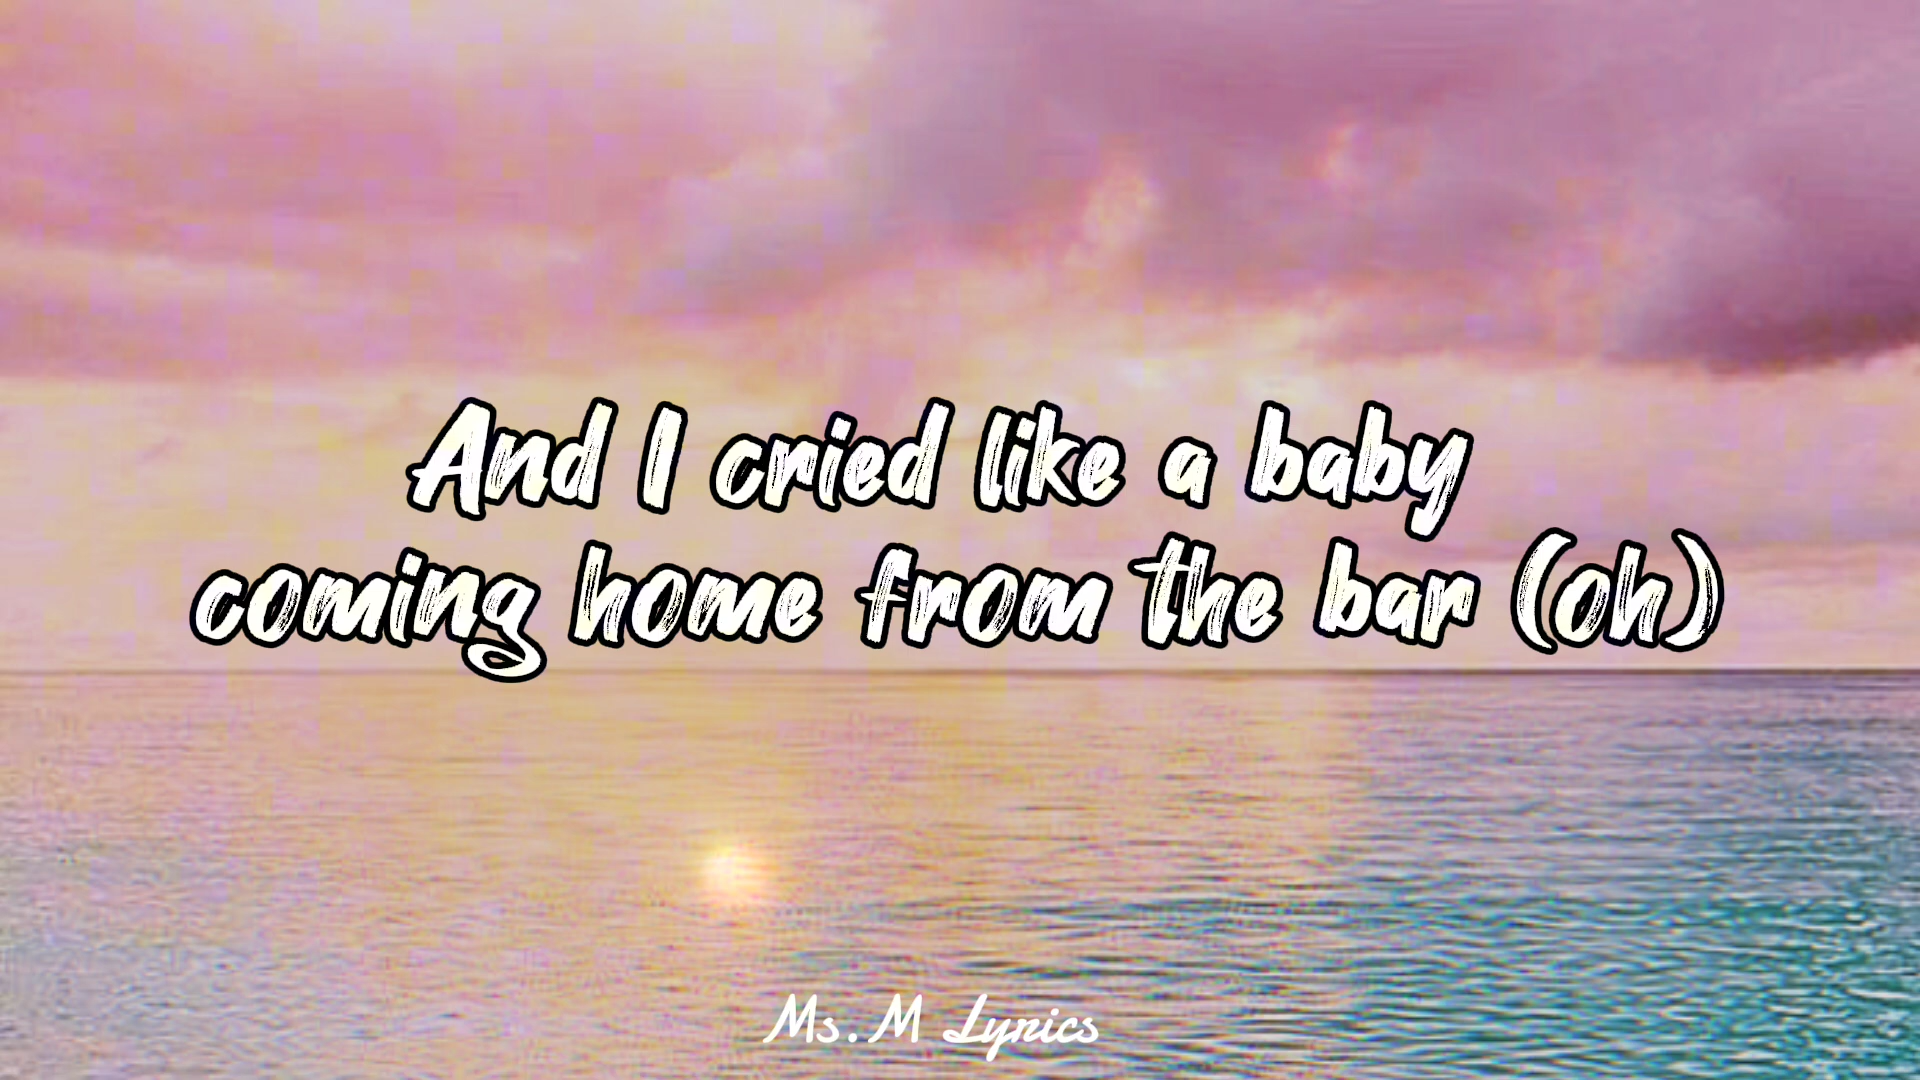 And I cried like a baby
coming home from the bar (oh)
Ms. M Lyrics